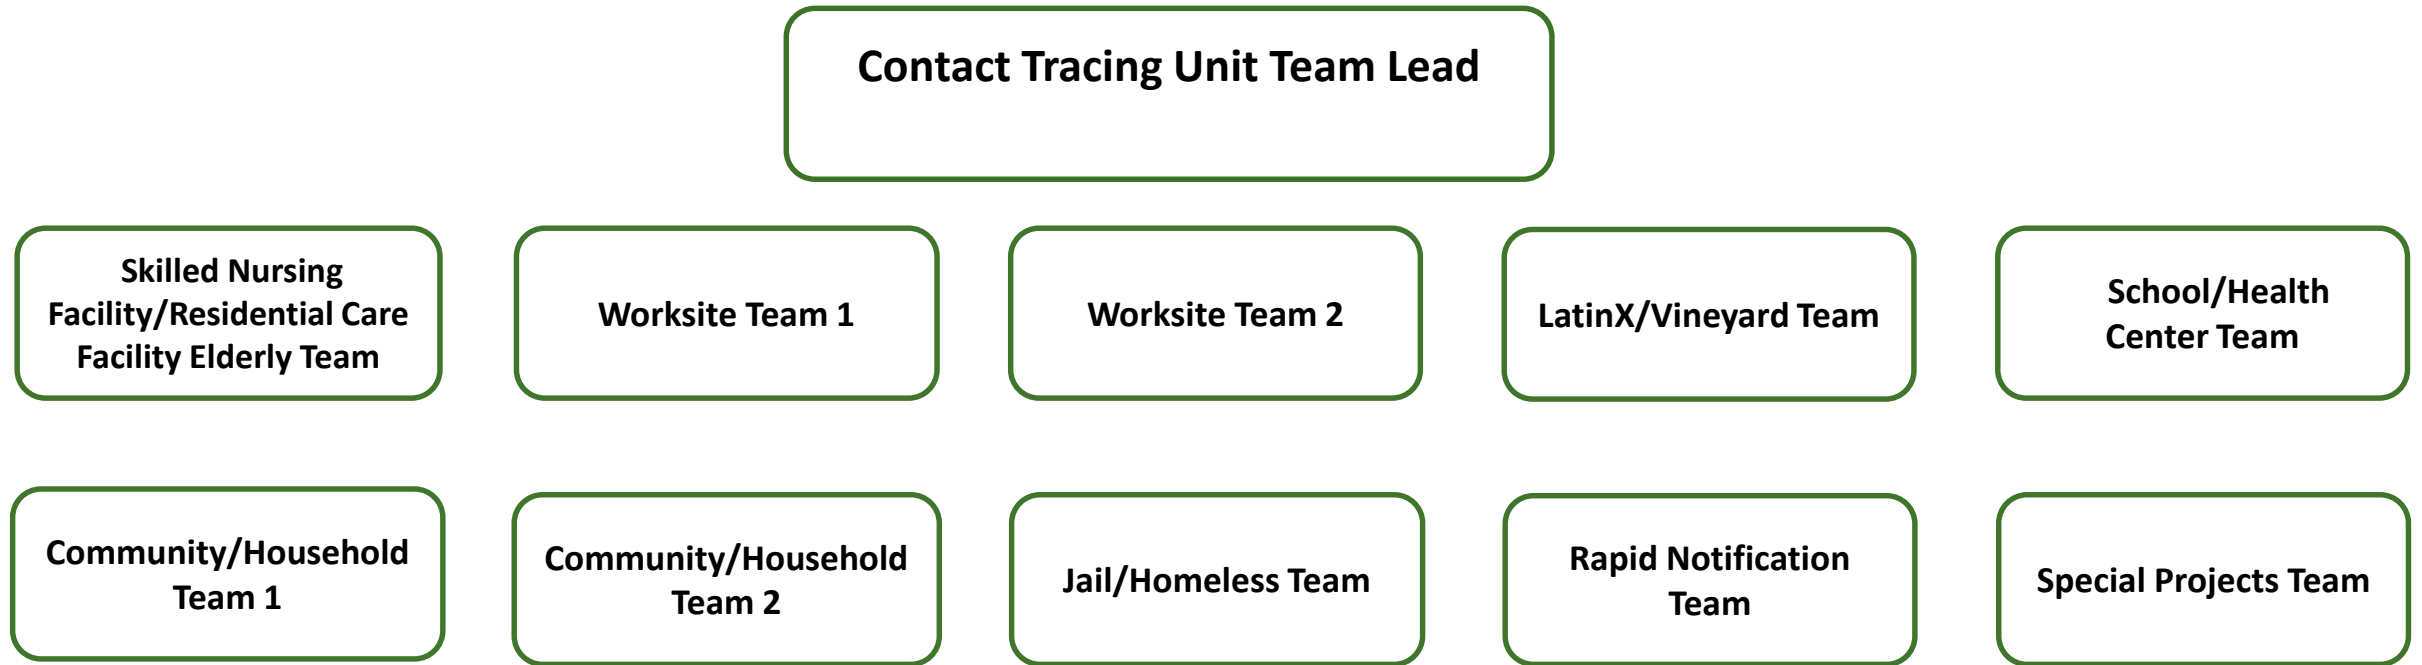 Contact Tracing Unit Team Lead
Skilled Nursing
Facility/Residential Care
Facility Elderly Team
Worksite Team 1
Worksite Team 2
LatinX/Vineyard Team
School/Health
Center Team
Community/Household
Team 1
Community/Household
Team 2
Jail/Homeless Team
Rapid Notification
Team
Special Projects Team